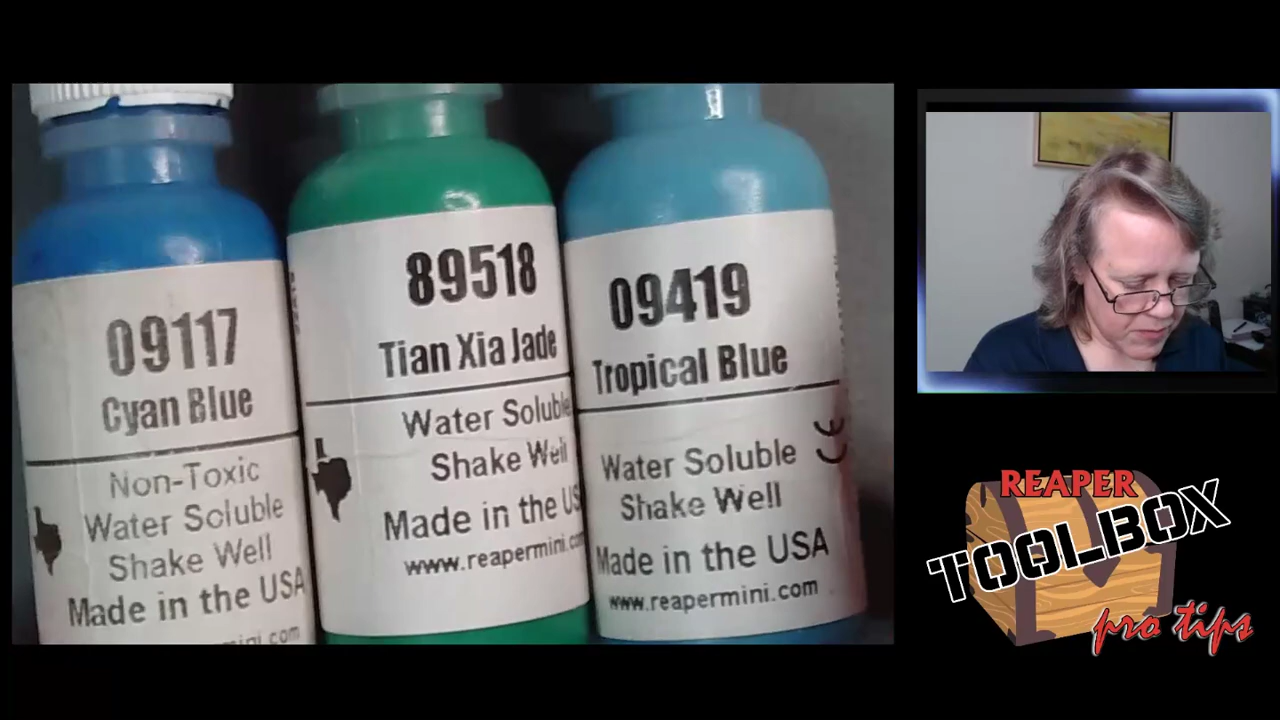 09117
Cyan Blue
Non-Toxic
Water Soluble
Shake Well
Made in the USA
89518
Tian Xia Jade
Water Soluble
Shake Well
Made in the US
www.reapermini.com
09419
Tropical Blue
CE
Water Soluble
Shake Well
Made in the USA
www.reapermini.com
REAPER
TOOLBOX
pro tips